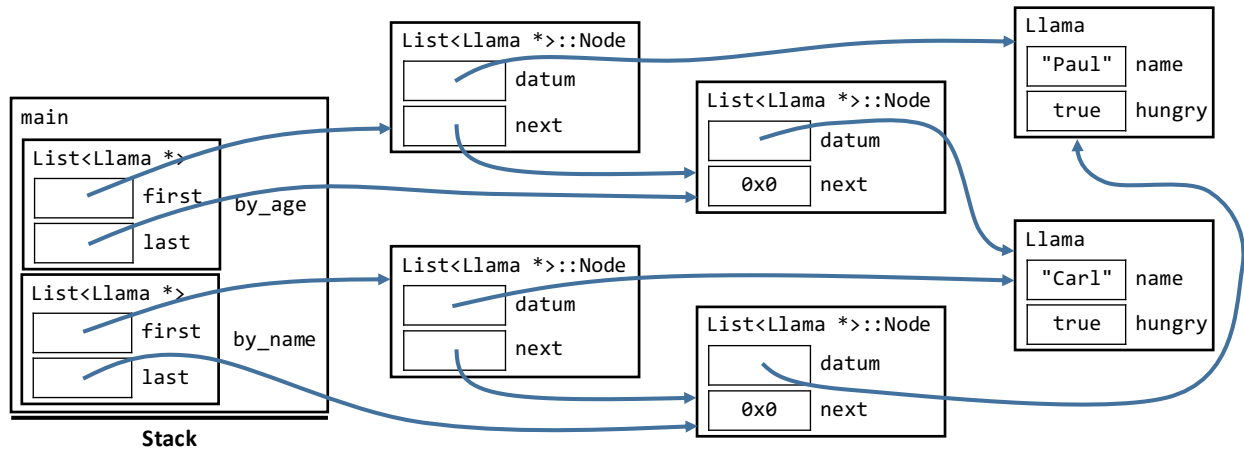 main
List<Llama *>
first
last
by_age
List<Llama *>
first
last
by_name
Stack
List<Llama *>::Node
datum
next
List<Llama *>::Node
datum
0x0 next
List<Llama *>::Node
datum
next
List<Llama *>::Node
datum
0x0 next
Llama
"Paul" name
true hungry
Llama
"Carl" name
true hungry